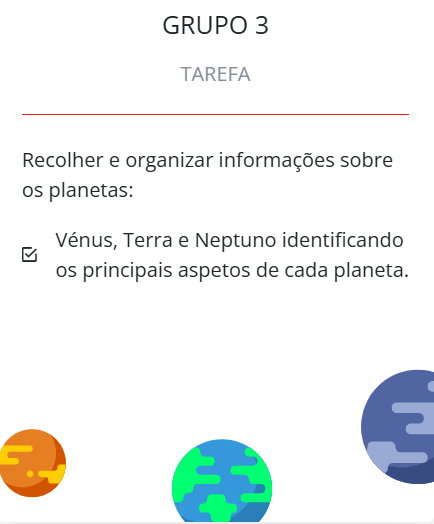 GRUPO 3
TAREFA
Recolher e organizar informações sobre
os planetas:
Vénus, Terra e Neptuno identificando
os principais aspetos de cada planeta.